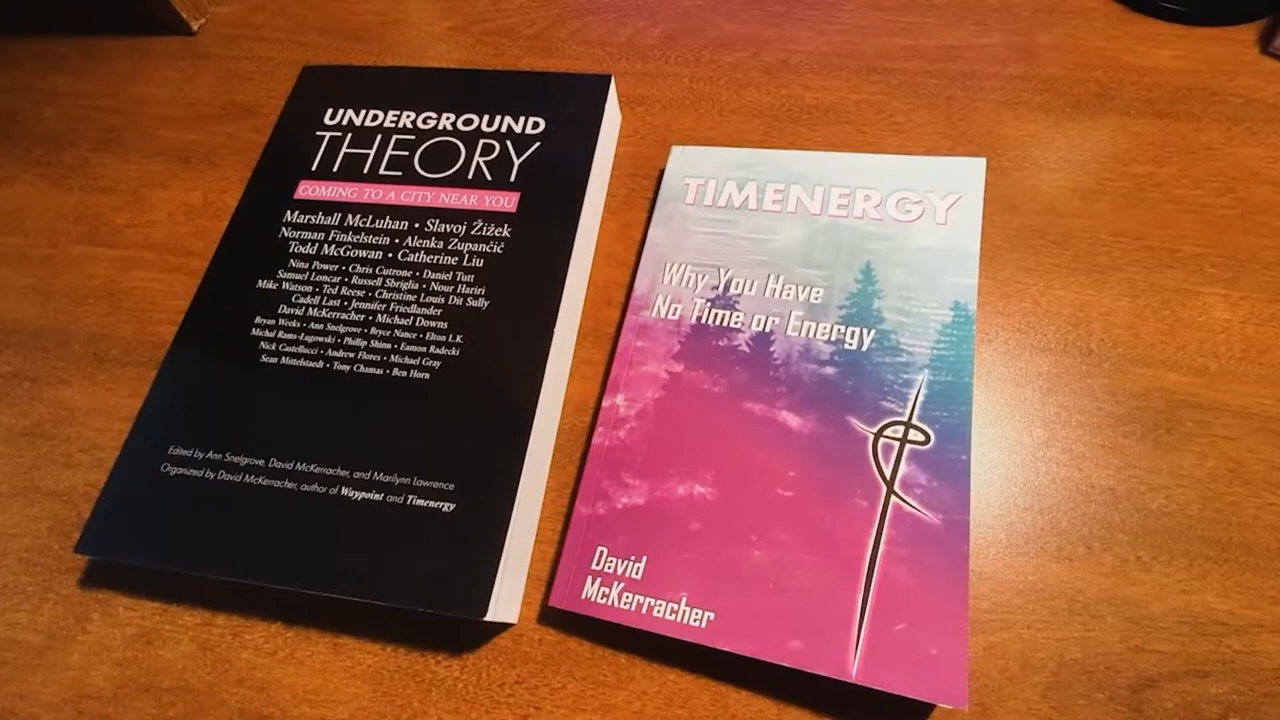 UNDERGROUND
THEORY
COMING TO A CITY NEAR YOU
Marshall McLuhan • Slavoj Žižek
Norman Finkelstein • Alenka Zupančič
Todd McGowan • Catherine Liu
Nina Power • Chris Cutrone • Daniel Tutt
Samuel Loncar • Russell Sbriglia • Nour Hariri
Mike Watson • Ted Reese • Christine Louis Dit Sully
Cadell Last • Jennifer Friedlander
David McKerracher • Michael Downs
Bryan Weeks • Ann Snelgrove • Bryce Nance • Elton L.K.
Michal Rams-Ługowski • Phillip Shinn • Eamon Radecki
Nick Castellucci • Andrew Flores • Michael Gray
Sean Mittelstaedt • Tony Chamas • Ben Horn
Edited by Ann Snelgrove, David McKerracher, and Marilynn Lawrence
Organized by David McKerracher, author of Waypoint and Timenergy
TIMENERGY
Why You Have
No Time or Energy
David
McKerracher